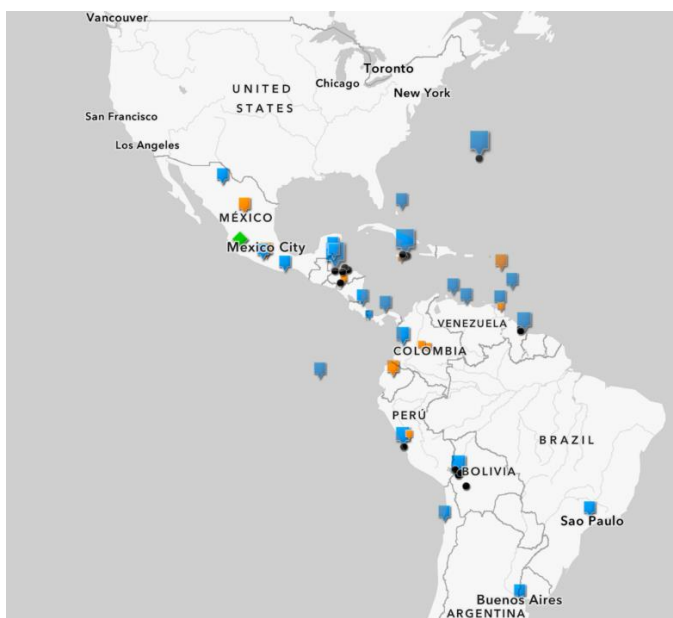 Vancouver
Toronto
UNITED
STATES
Chicago
New York
San Francisco
Los Angeles
MÉXICO
Mexico City
VENEZUELA
COLOMBIA
PERÚ
BRAZIL
BOLIVIA
Sao Paulo
Buenos Aires
ARGENTINA